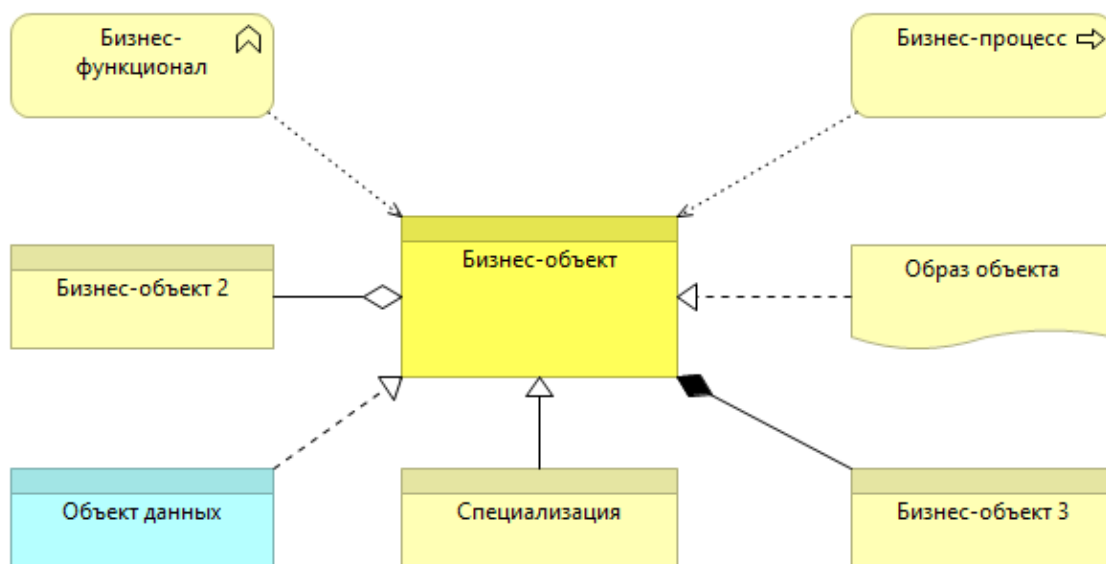 Бизнес-
функционал
Бизнес-процесс
Бизнес-объект
Бизнес-объект 2
Образ объекта
Объект данных
Специализация
Бизнес-объект 3